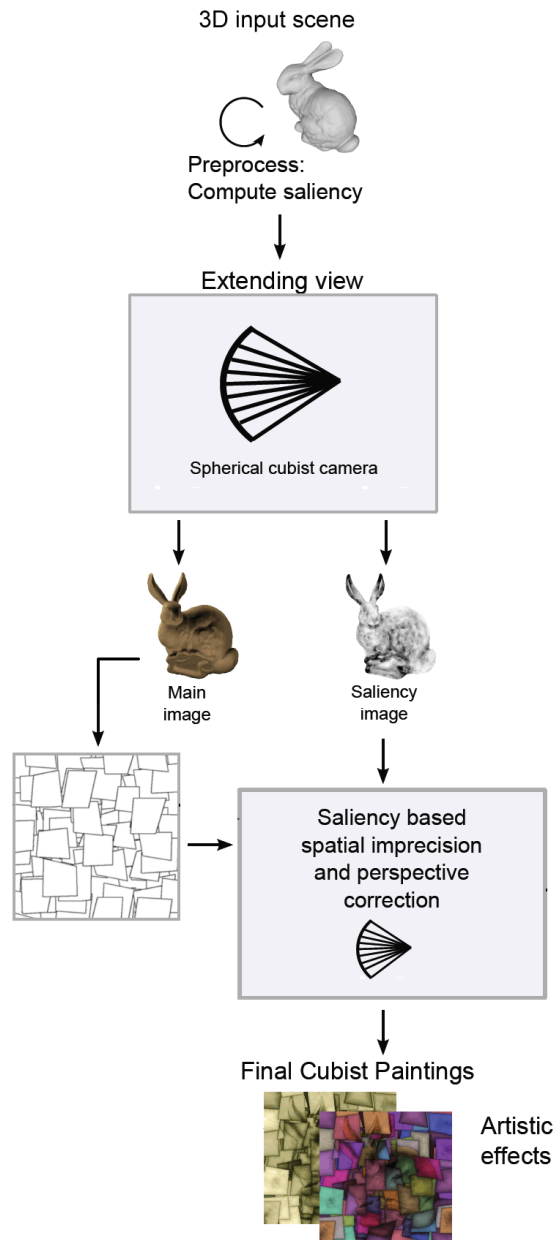 3D input scene
Preprocess:
Compute saliency
Extending view
Spherical cubist camera
Main
image
Saliency
image
Saliency based
spatial imprecision
and perspective
correction
Final Cubist Paintings
Artistic
effects